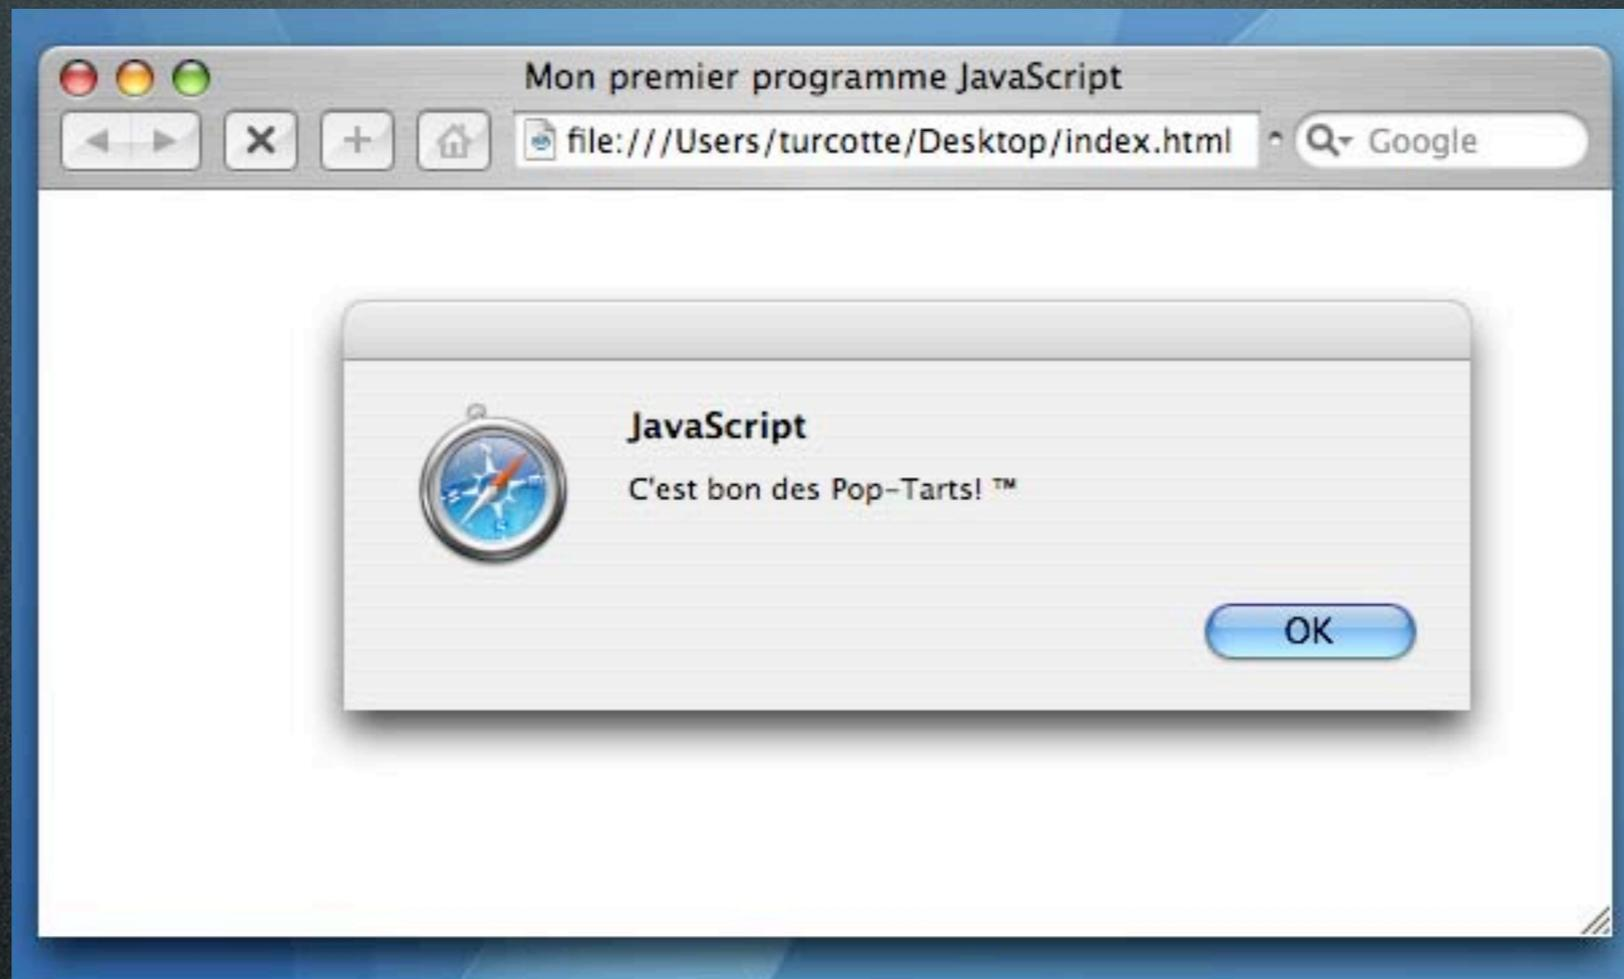 Mon premier programme JavaScript
file:///Users/turcotte/Desktop/index.html
Google
JavaScript
C'est bon des Pop-Tarts! ™
OK